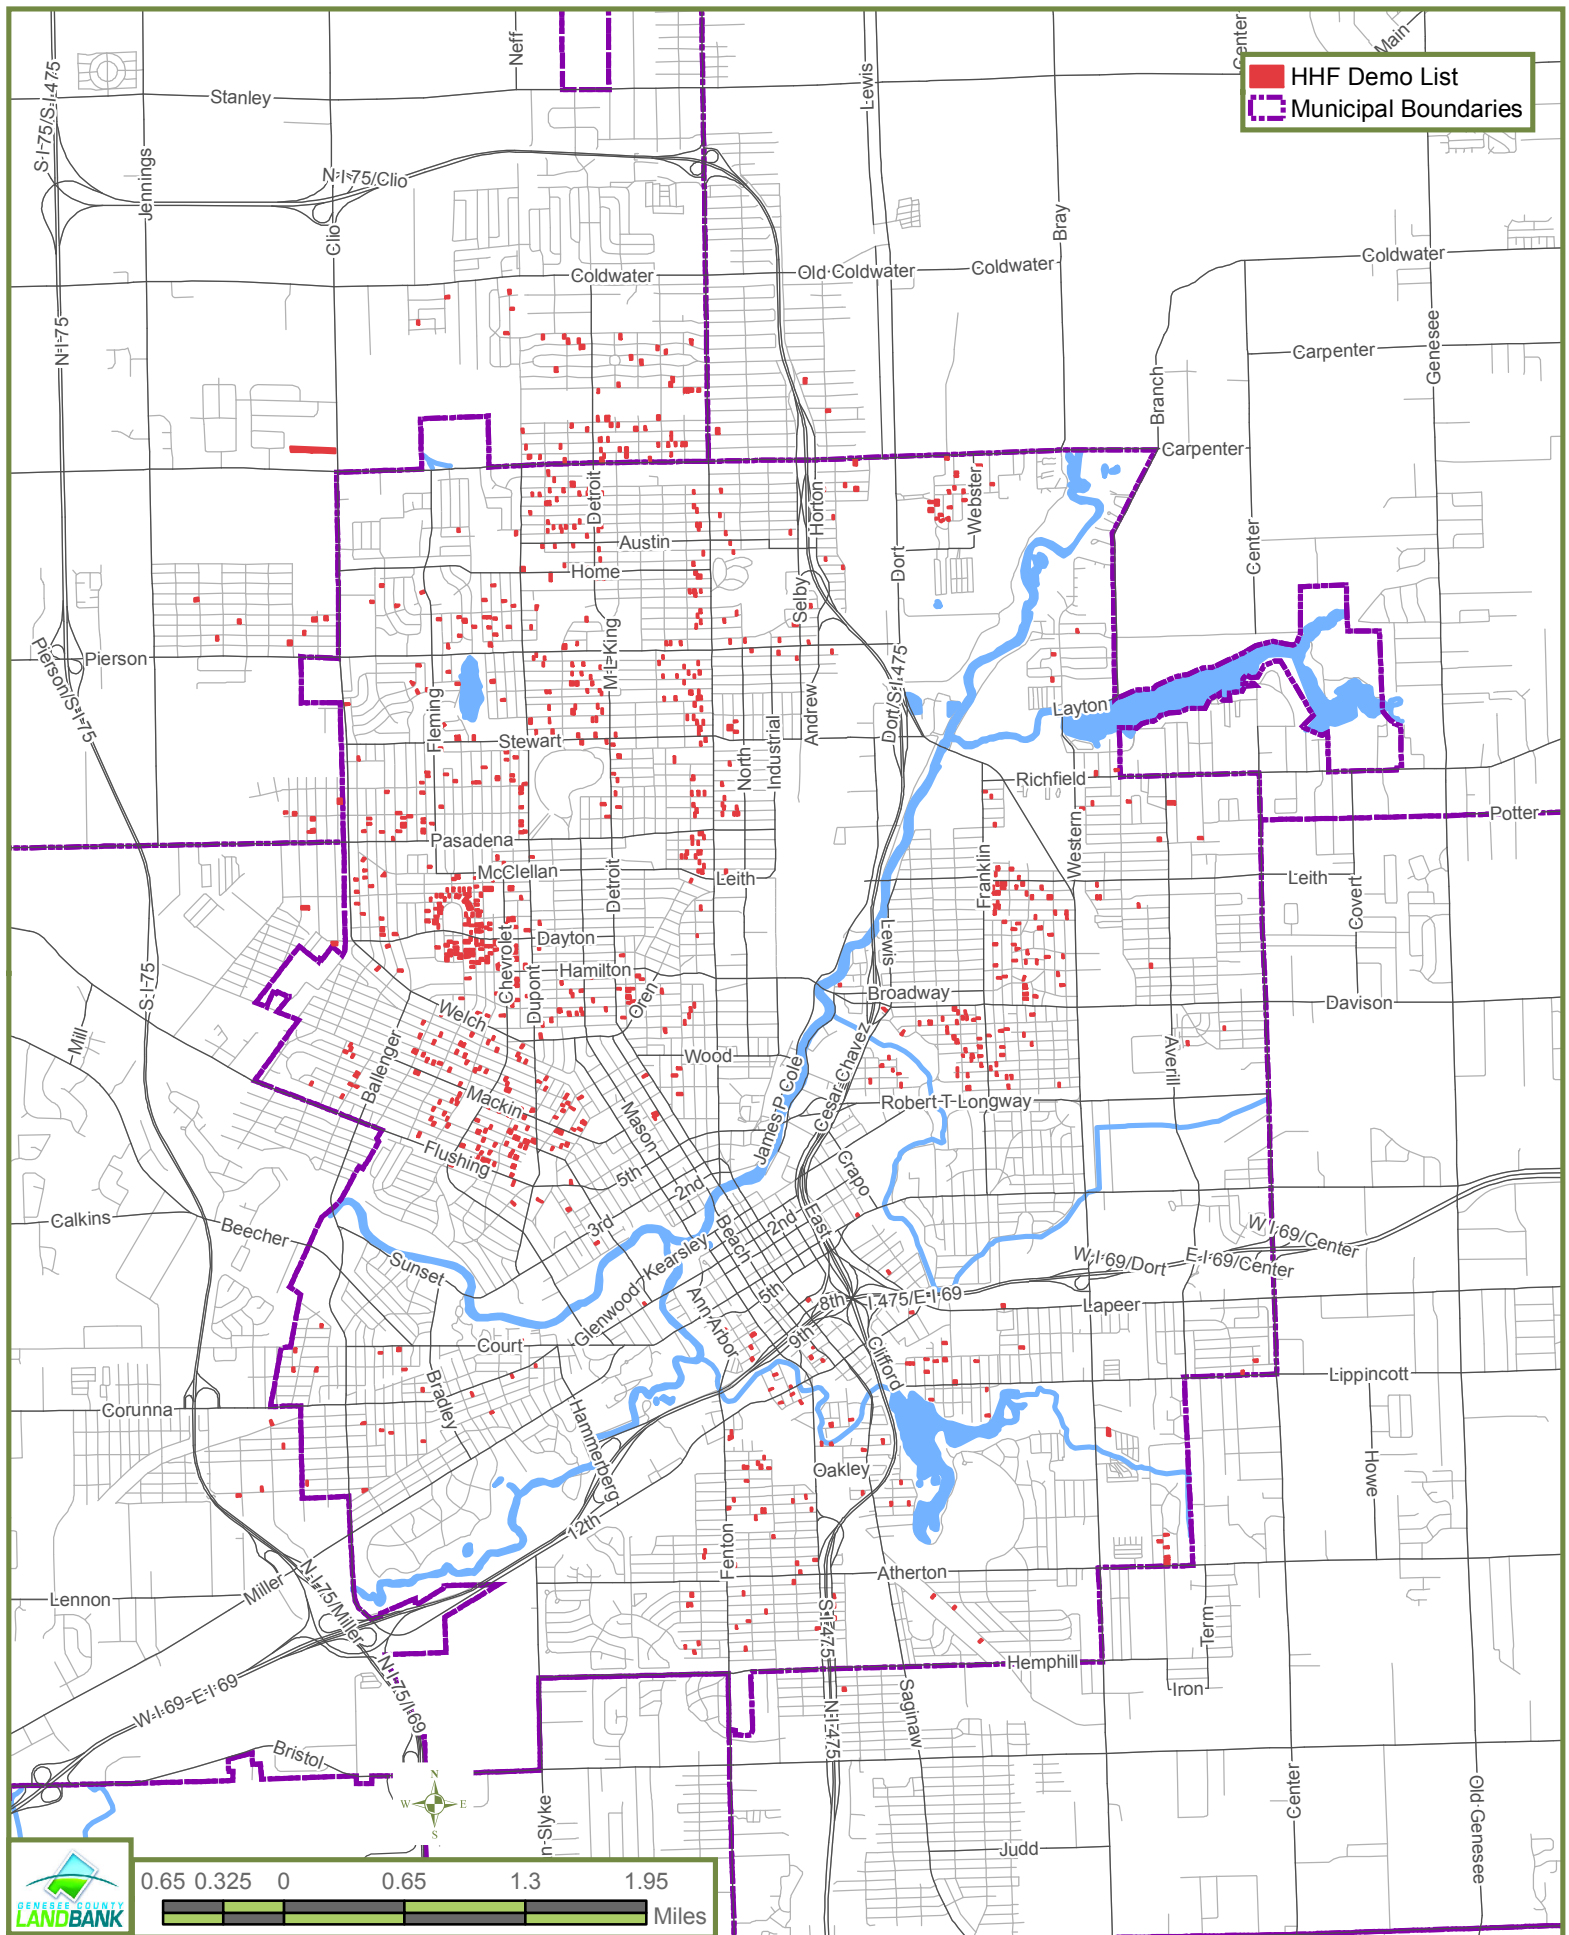 HHF Demo List
Municipal Boundaries
Neff
Center
Main
S-I-75/S-I-475
Stanley
Lewis
Jennings
N-I-75/Clio
Clio
Bray
Coldwater
Old-Coldwater
Coldwater
Coldwater
N-I-75
Genesee
Carpenter
Branch
Carpenter
Detroit
Horton
Webster
Austin
Dort
Center
Home
Selby
M-L-King
Pierson
Pierson/S-I-75
Fleming
Andrew
Dort/S-I-475
Layton
Stewart
North
Industrial
Richfield
Western
Potter
Pasadena
McClellan
Detroit
Leith
Franklin
Leith
Covert
Chevrolet
Dayton
Lewis
S-I-75
Hamilton
Dupont
Oren
Broadway
Davison
Welch
Mill
Ballenger
Wood
Cesar-Chavez
Averill
James P Cole
Mackin
Mason
Robert-T-Longway
Flushing
5th
2nd
Crapo
Calkins
Beecher
3rd
Beach
2nd
East
W-I-69/Center
Sunset
Kearsley
W-I-69/Dort
E-I-69/Center
Glenwood
Ann-Arbor
5th
8th
I-475/E-I-69
Lapeer
Court
9th
Clifford
Bradley
Lippincott
Corunna
Hammerberg
Oakley
Howe
12th
Fenton
Lennon
Miller
N-I-75/Miller
Atherton
S-I-475
Term
Hemphill
W-I-69-E-I-69
N-I-75/I-69
Saginaw
Iron
N-I-475
Bristol
N
W
E
S
n-Slyke
Center
Old-Genesee
Judd
0.65 0.325 0 0.65 1.3 1.95
Miles
GENESEE COUNTY
LANDBANK